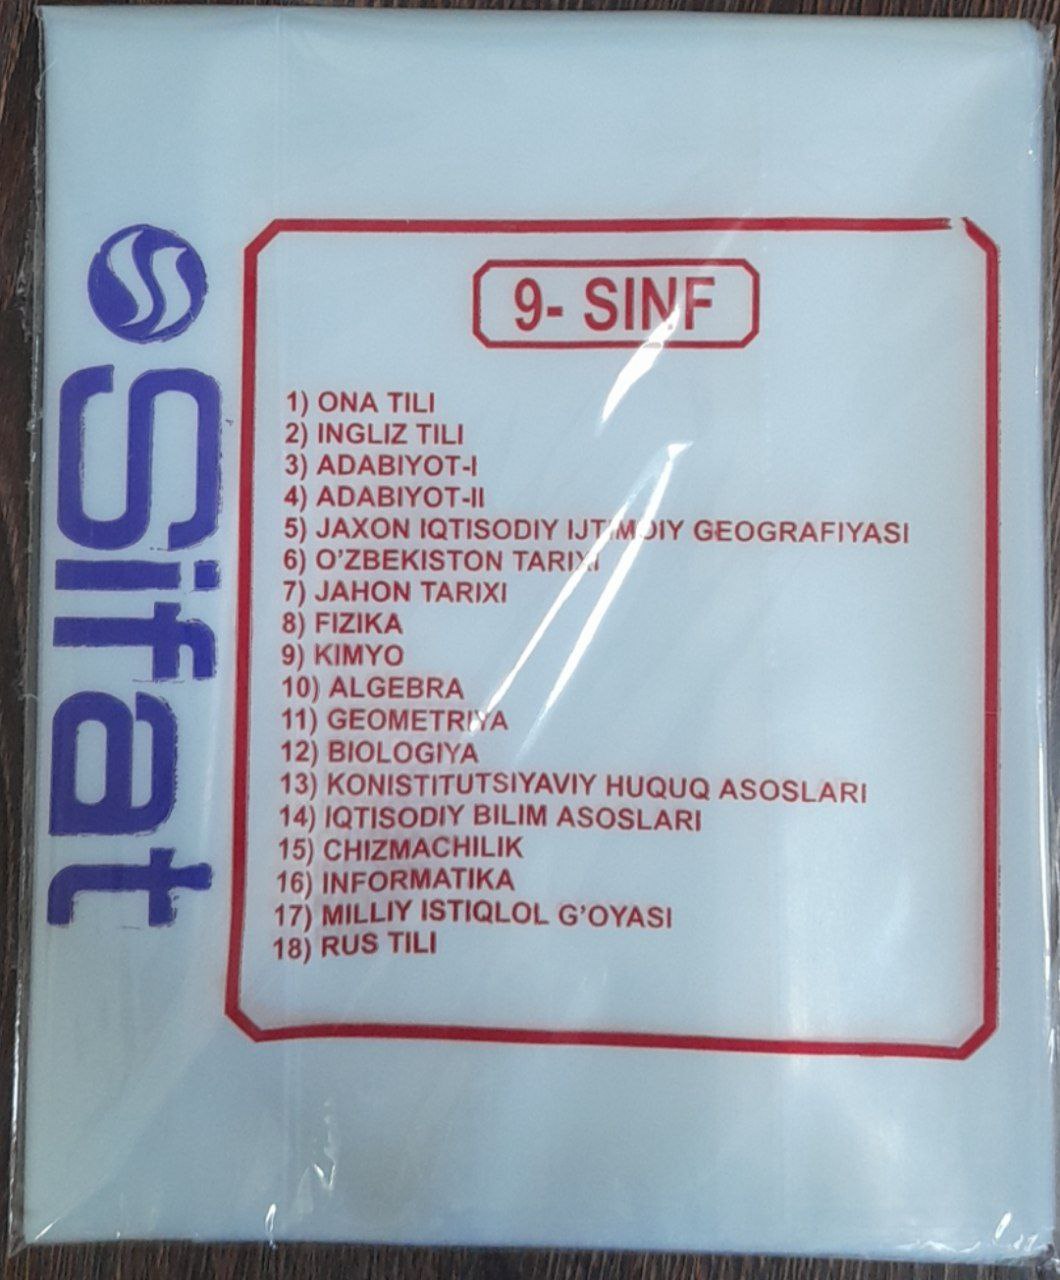 Sifat
9- SINF
1) ONA TILI
2) INGLIZ TILI
3) ADABIYOT-I
4) ADABIYOT-II
5) JAXON IQTISODIY IJTIMOIY GEOGRAFIYASI
6) O'ZBEKISTON TARIXI
7) JAHON TARIXI
8) FIZIKA
9) KIMYO
10) ALGEBRA
11) GEOMETRIYA
12) BIOLOGIYA
13) KONISTITUTSIYAVIY HUQUQ ASOSLARI
14) IQTISODIY BILIM ASOSLARI
15) CHIZMACHILIK
16) INFORMATIKA
17) MILLIY ISTIQLOL G'OYASI
18) RUS TILI